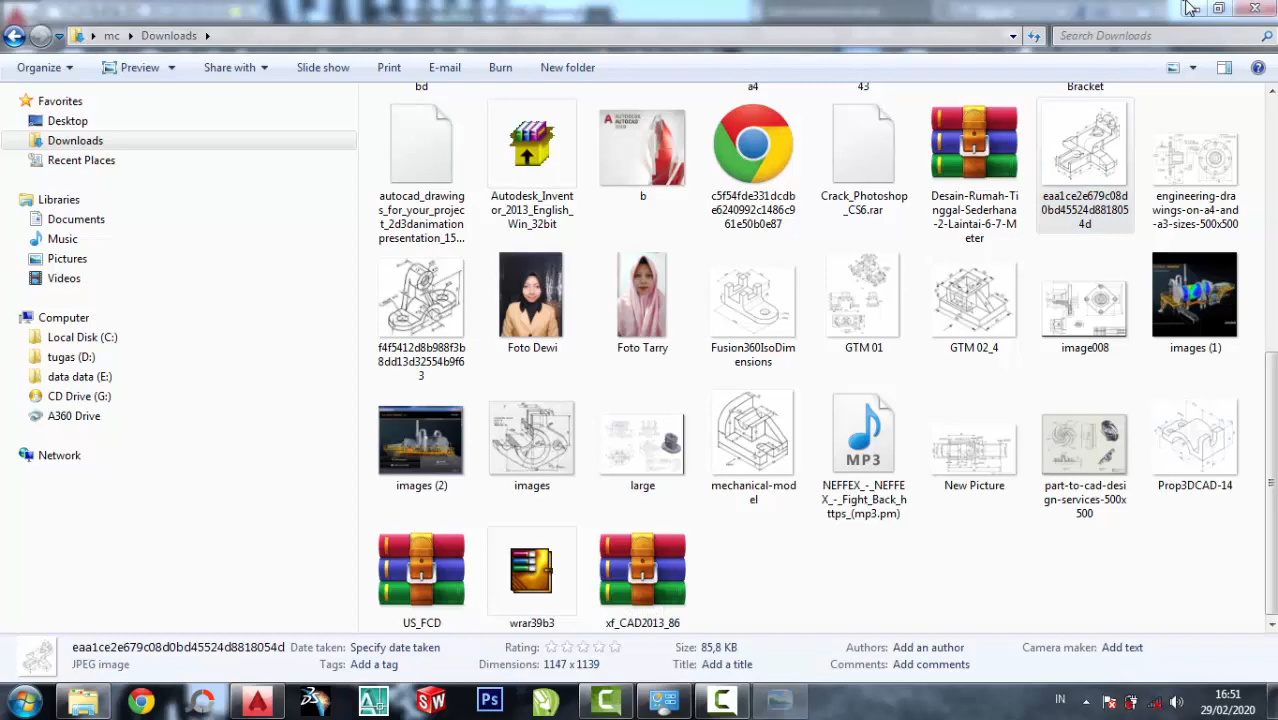 mc ▸ Downloads ▸
Search Downloads
Organize Preview Share with Slide show Print E-mail Burn New folder
Favorites
Desktop
Downloads
Recent Places
Libraries
Documents
Music
Pictures
Videos
Computer
Local Disk (C:)
tugas (D:)
data data (E:)
CD Drive (G:)
A360 Drive
Network
bd
a4
43
Bracket
autocad_drawing
s_for_your_projec
t_2d3danimation
presentation_15...
Autodesk_Invent
or_2013_English_
Win_32bit
AUTODESK
AUTOCAD
b
c5f54fde331dcdb
e6240992c1486c9
61e50b0e87
Crack_Photoshop
_CS6.rar
Desain-Rumah-Ti
nggal-Sederhana
-2-Laintai-6-7-M
eter
eaa1ce2e679c08d
0bd45524d881805
4d
engineering-dra
wings-on-a4-and
-a3-sizes-500x500
f4f5412d8b988f3b
8dd13d32554b9f6
3
Foto Dewi
Foto Tarry
Fusion360IsoDim
ensions
GTM 01
GTM 02_4
image008
images (1)
images (2)
images
large
mechanical-mod
el
MP3
NEFFEX_-_NEFFE
X_-_Fight_Back_h
ttps_(mp3.pm)
New Picture
part-to-cad-desi
gn-services-500x
500
Prop3DCAD-14
US_FCD
wrar39b3
xf_CAD2013_86
eaa1ce2e679c08d0bd45524d8818054d Date taken: Specify date taken Rating: Size: 85,8 KB Authors: Add an author Camera maker: Add text
JPEG image Tags: Add a tag Dimensions: 1147 x 1139 Title: Add a title Comments: Add comments
SW
Ps
IN
16:51
29/02/2020